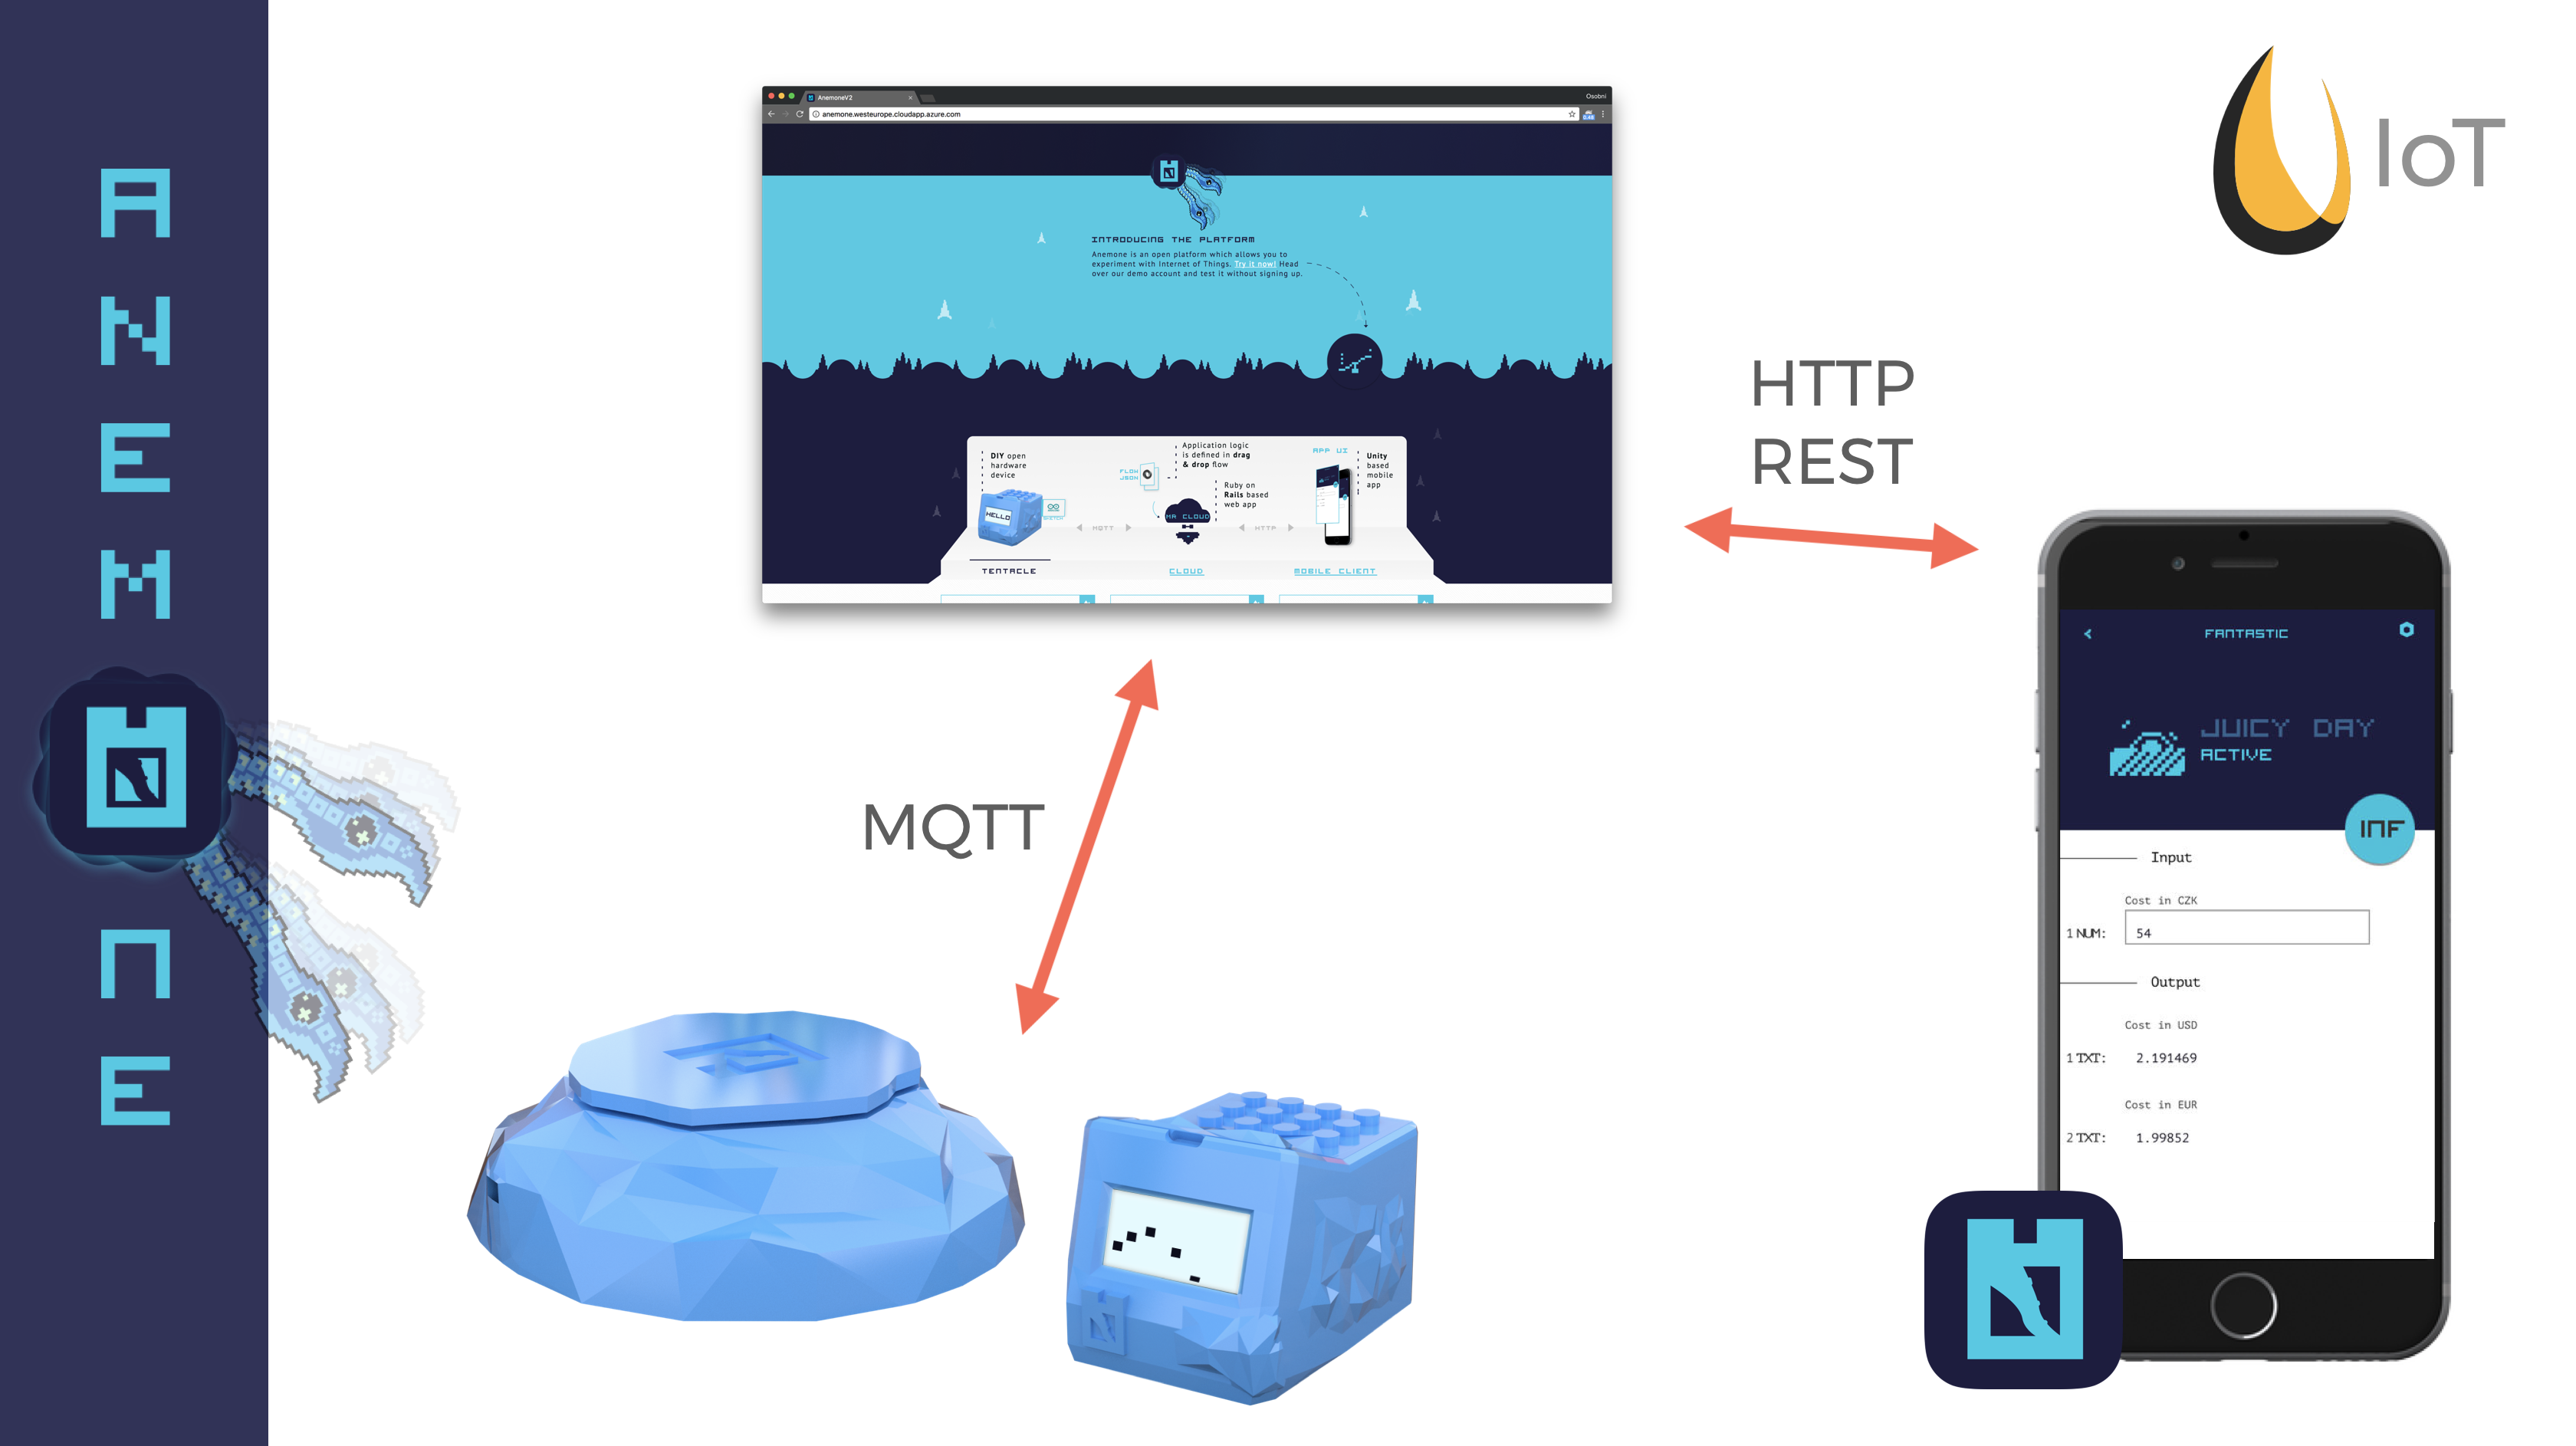 A
N
E
M
N
E
AnemoneV2
Osobní
anemone.westeurope.cloudapp.azure.com
INTRODUCING THE PLATFORM
Anemone is an open platform which allows you to
experiment with Internet of Things. Try it now! Head
over our demo account and test it without signing up.
DIY open
hardware
device
HELLO
FLOW
JSON
Application logic
is defined in drag
& drop flow
Ruby on
Rails based
web app
MR CLOUD
APP UI
Unity
based
mobile
app
MQTT
HTTP
TENTACLE
CLOUD
MOBILE CLIENT
IoT
HTTP
REST
MQTT
FANTASTIC
JUICY DAY
ACTIVE
INF
Input
Cost in CZK
1 NUM:
54
Output
Cost in USD
1 TXT:
2.191469
Cost in EUR
2 TXT:
1.99852